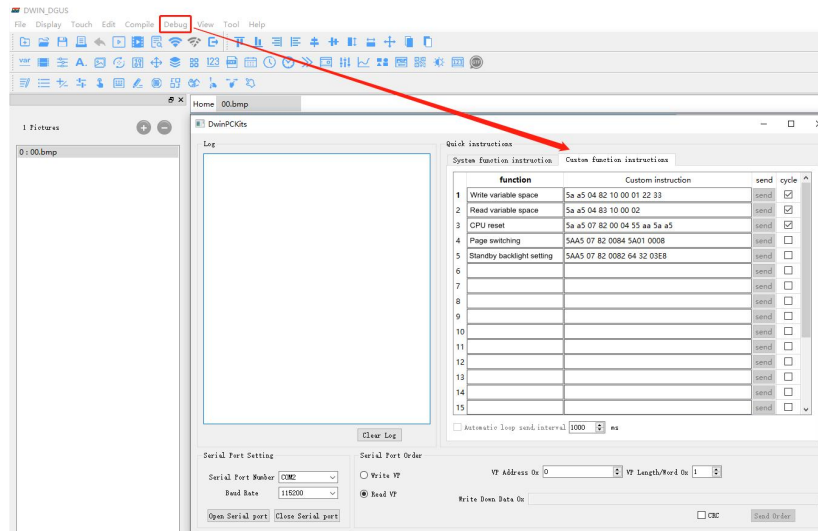 DWIN_DGUS
File Display Touch Edit Compile Debug View Tool Help
Home 00.bmp
1 Pictures
0 : 00.bmp
DwinPCKits
Log
Quick instructions
System function instruction Custom function instructions
function Custom instruction send cycle
1 Write variable space 5a a5 04 82 10 00 01 22 33 send
2 Read variable space 5a a5 04 83 10 00 02 send
3 CPU reset 5a a5 07 82 00 04 55 aa 5a a5 send
4 Page switching 5AA5 07 82 0084 5A01 0008 send
5 Standby backlight setting 5AA5 07 82 0082 64 32 03E8 send
6 send
7 send
8 send
9 send
10 send
11 send
12 send
13 send
14 send
15 send
Automatic loop send, interval 1000 ms
Clear Log
Serial Port Setting
Serial Port Number COM2
Baud Rate 115200
Open Serial port Close Serial port
Serial Port Order
Write VP
Read VP
VP Address 0x 0 VP Length/Word 0x 1
Write Down Data 0x
CRC Send Order